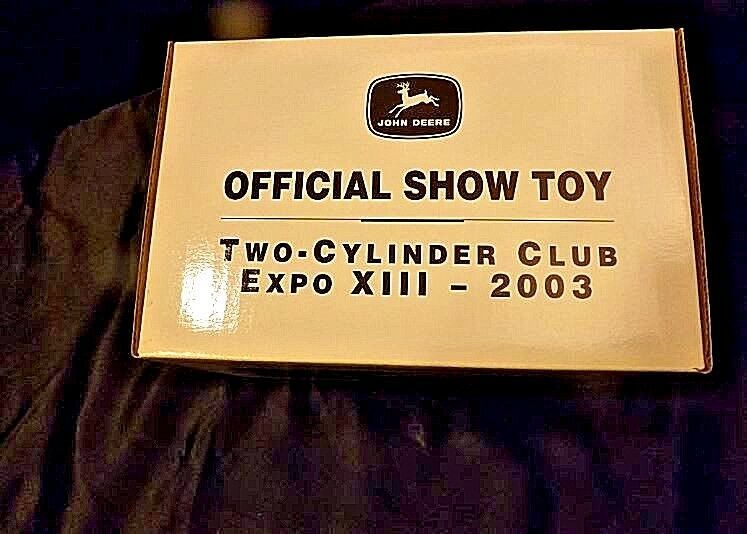 JOHN DEERE
OFFICIAL SHOW TOY
TWO-CYLINDER CLUB
EXPO XIII – 2003